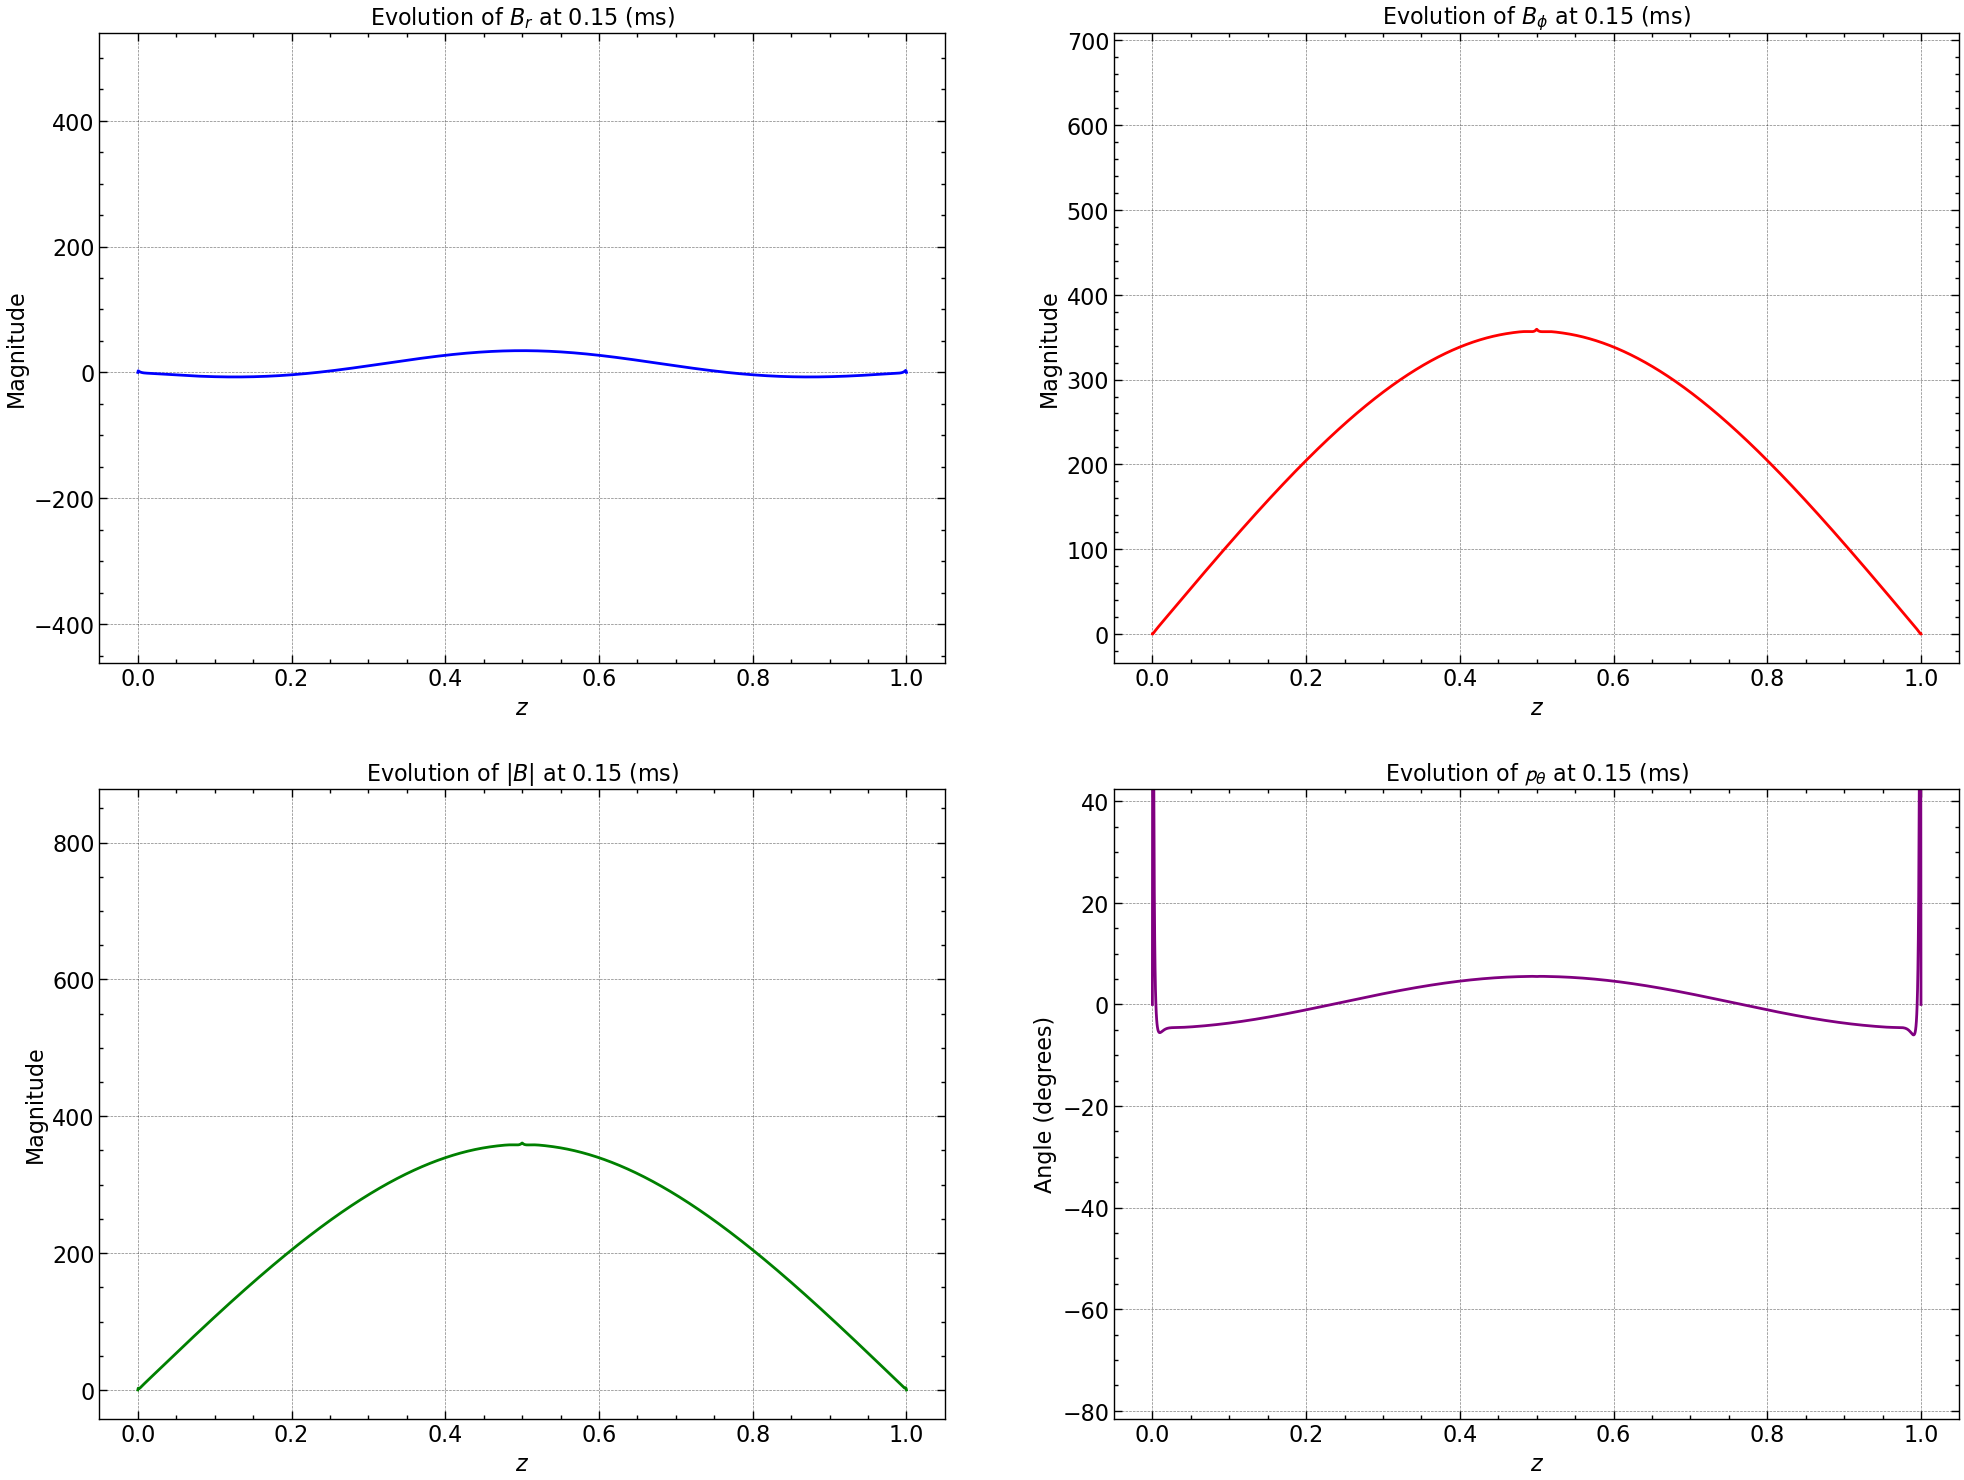 Evolution of $B_r$ at 0.15 (ms)
Magnitude
400
200
0
−200
−400
0.0 0.2 0.4 0.6 0.8 1.0
z
Evolution of $B_\phi$ at 0.15 (ms)
Magnitude
700
600
500
400
300
200
100
0
0.0 0.2 0.4 0.6 0.8 1.0
z
Evolution of |B| at 0.15 (ms)
Magnitude
800
600
400
200
0
0.0 0.2 0.4 0.6 0.8 1.0
z
Evolution of $p_\theta$ at 0.15 (ms)
Angle (degrees)
40
20
0
−20
−40
−60
−80
0.0 0.2 0.4 0.6 0.8 1.0
z